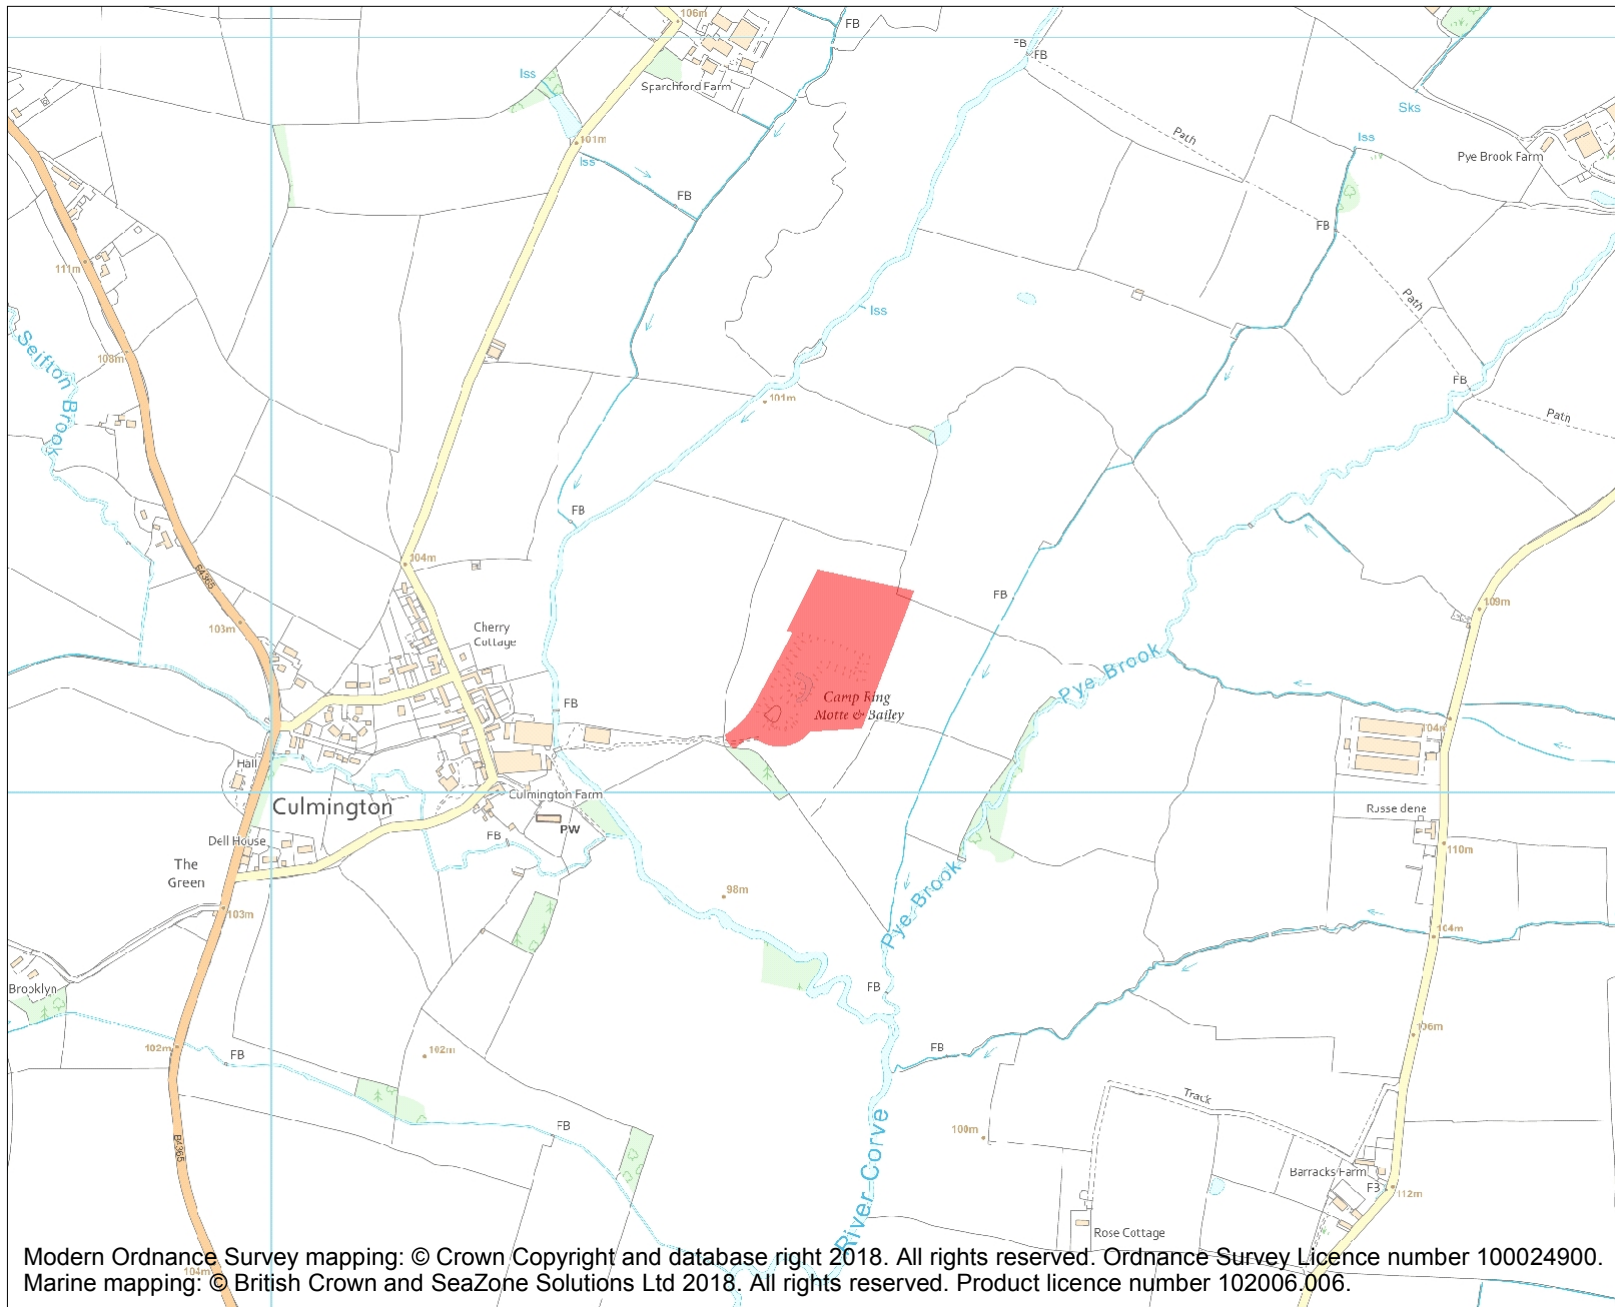 106m
FB
FB
FB
Iss
Sparchford Farm
Sks
Path
101m
Iss
Iss
Pye Brook Farm
FB
FB
111m
Path
Iss
Seifton Brook
108m
FB
101m
Path
FB
104m
B4365
FB
109m
103m
Cherry
Cottage
Pye Brook
FB
Camp Ring
Motte & Bailey
104m
Hall
Culmington
Culmington Farm
Russe dene
FB
PW
Dell House
110m
The
Green
98m
Pye Brook
103m
104m
Brooklyn
FB
106m
102m
FB
102m
FB
Track
FB
100m
B4365
River Corve
Barracks Farm
F3
112m
Rose Cottage
104m
Modern Ordnance Survey mapping: © Crown Copyright and database right 2018. All rights reserved. Ordnance Survey Licence number 100024900.
Marine mapping: © British Crown and SeaZone Solutions Ltd 2018. All rights reserved. Product licence number 102006.006.